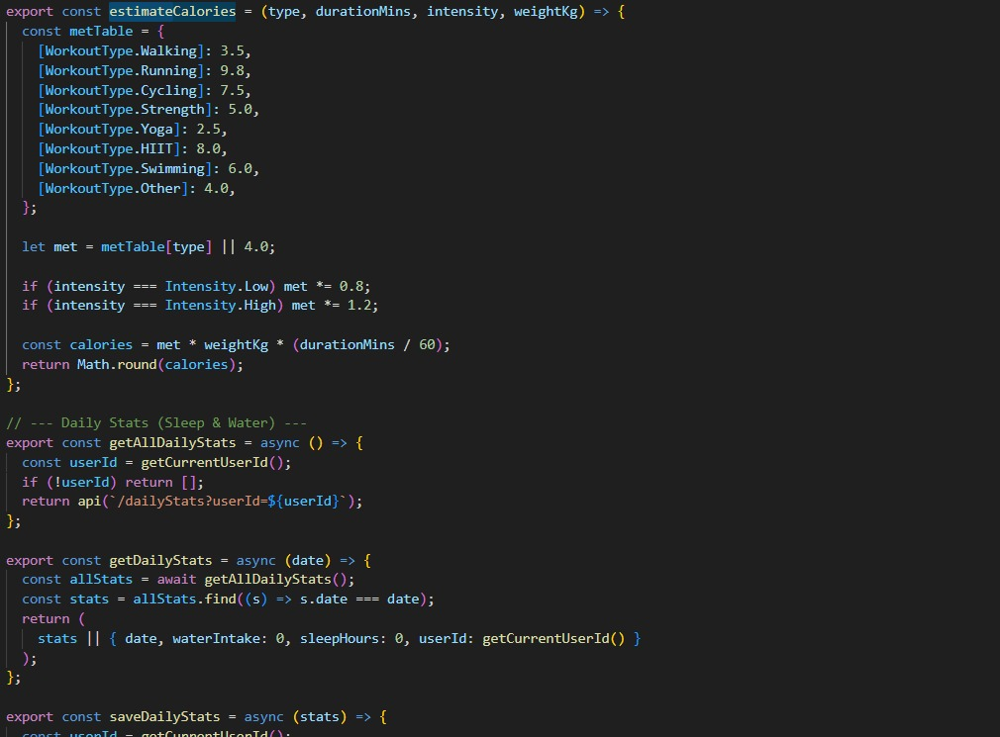 export const estimateCalories = (type, durationMins, intensity, weightKg) => {
  const metTable = {
    [WorkoutType.Walking]: 3.5,
    [WorkoutType.Running]: 9.8,
    [WorkoutType.Cycling]: 7.5,
    [WorkoutType.Strength]: 5.0,
    [WorkoutType.Yoga]: 2.5,
    [WorkoutType.HIIT]: 8.0,
    [WorkoutType.Swimming]: 6.0,
    [WorkoutType.Other]: 4.0,
  };

  let met = metTable[type] || 4.0;

  if (intensity === Intensity.Low) met *= 0.8;
  if (intensity === Intensity.High) met *= 1.2;

  const calories = met * weightKg * (durationMins / 60);
  return Math.round(calories);
};

// --- Daily Stats (Sleep & Water) ---
export const getAllDailyStats = async () => {
  const userId = getCurrentUserId();
  if (!userId) return [];
  return api(`/dailyStats?userId=${userId}`);
};

export const getDailyStats = async (date) => {
  const allStats = await getAllDailyStats();
  const stats = allStats.find((s) => s.date === date);
  return (
    stats || { date, waterIntake: 0, sleepHours: 0, userId: getCurrentUserId() }
  );
};

export const saveDailyStats = async (stats) => {
  const userId = getCurrentUserId();